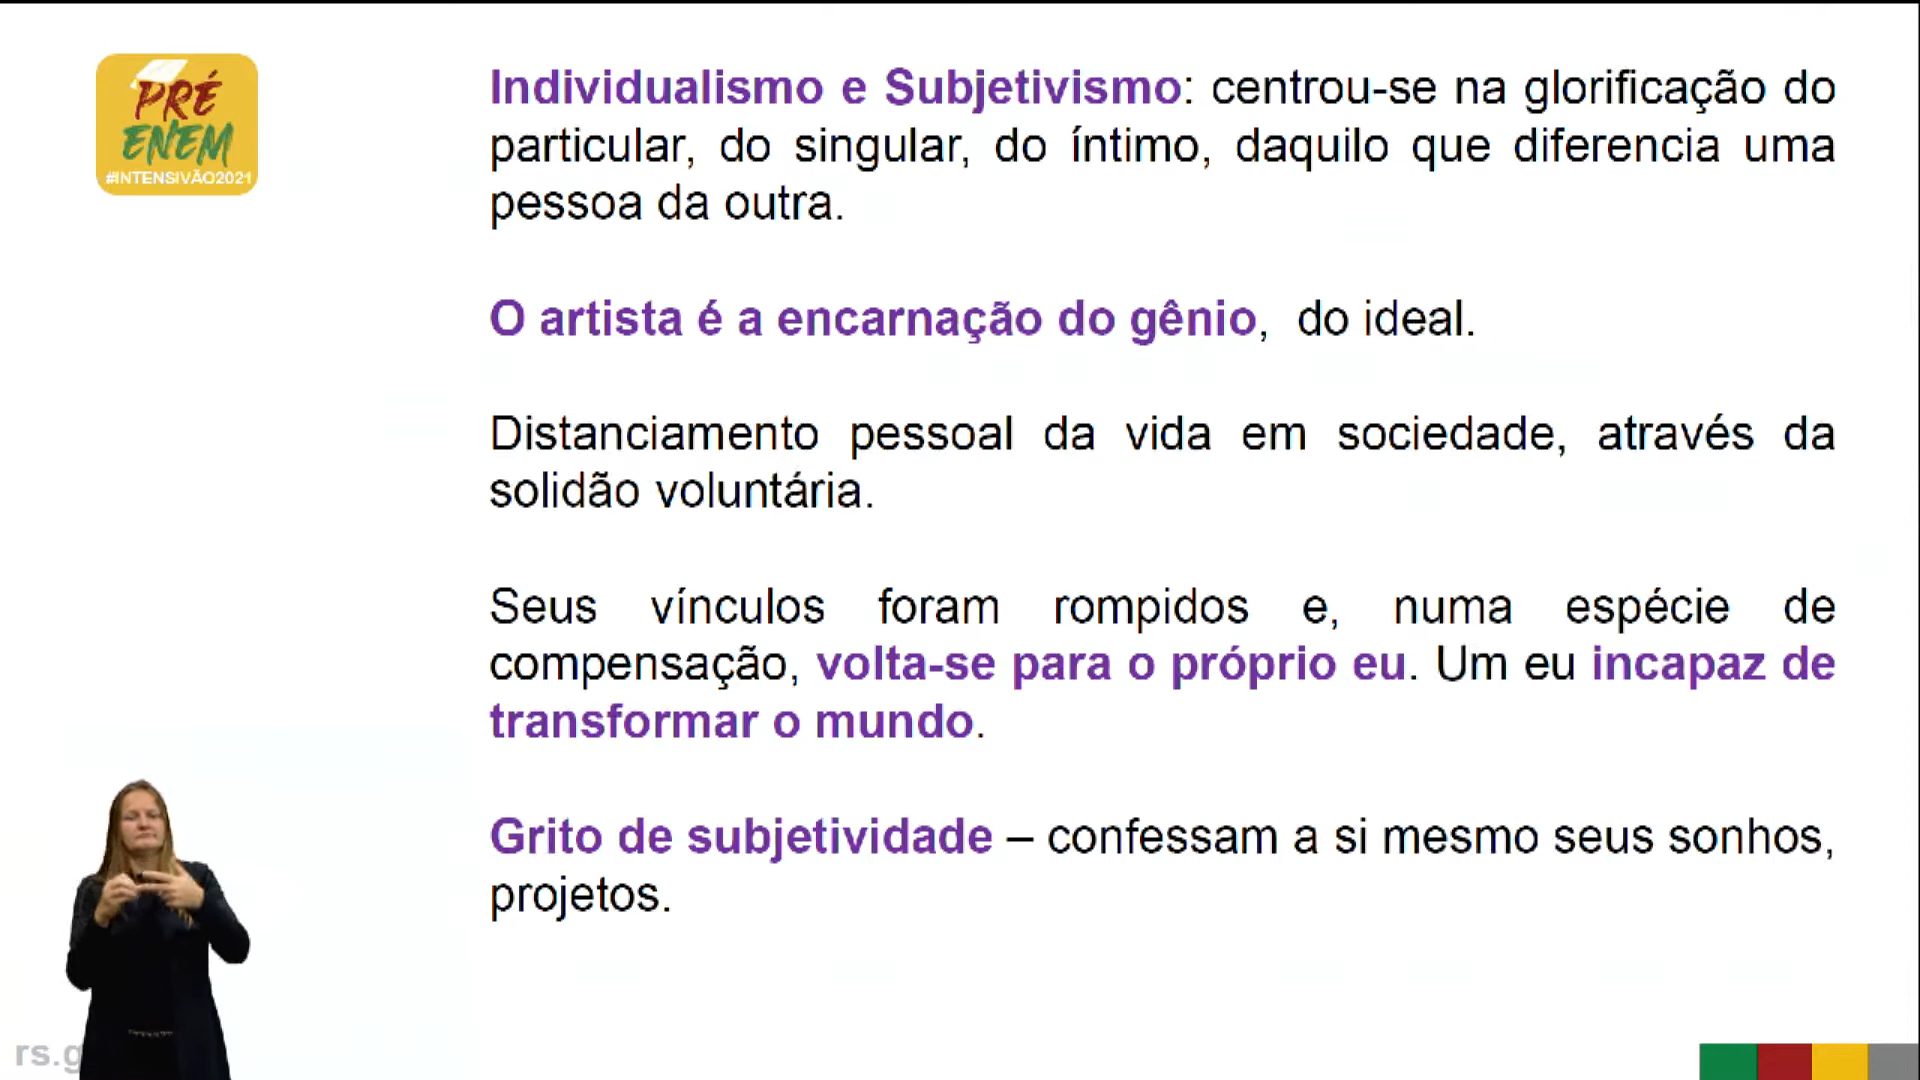 PRÉ
ENEM
#INTENSIVÃO2021
Individualismo e Subjetivismo: centrou-se na glorificação do
particular, do singular, do íntimo, daquilo que diferencia uma
pessoa da outra.
O artista é a encarnação do gênio, do ideal.
Distanciamento pessoal da vida em sociedade, através da
solidão voluntária.
Seus vínculos foram rompidos e, numa espécie de
compensação, volta-se para o próprio eu. Um eu incapaz de
transformar o mundo.
Grito de subjetividade – confessam a si mesmo seus sonhos,
projetos.
rs.g